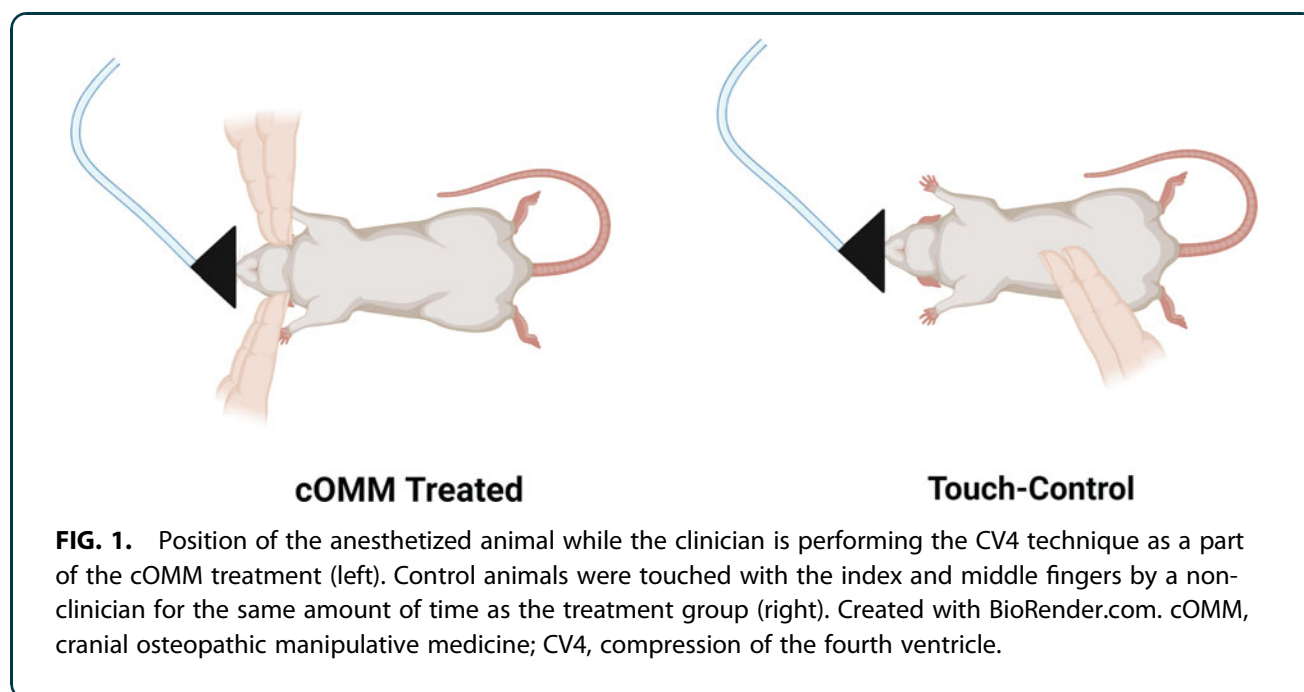 cOMM Treated
Touch-Control
FIG. 1. Position of the anesthetized animal while the clinician is performing the CV4 technique as a part
of the cOMM treatment (left). Control animals were touched with the index and middle fingers by a non-
clinician for the same amount of time as the treatment group (right). Created with BioRender.com. cOMM,
cranial osteopathic manipulative medicine; CV4, compression of the fourth ventricle.